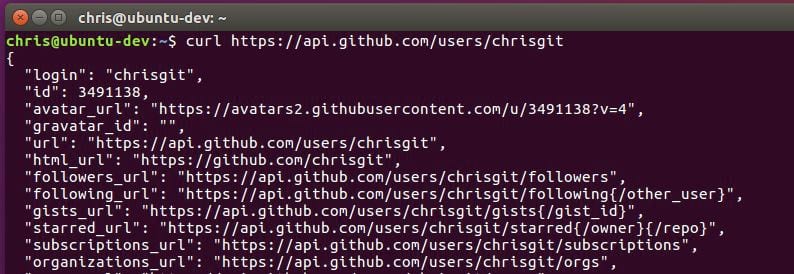 chris@ubuntu-dev: ~
chris@ubuntu-dev:~$ curl https://api.github.com/users/chrisgit
{
"login": "chrisgit",
"id": 3491138,
"avatar_url": "https://avatars2.githubusercontent.com/u/3491138?v=4",
"gravatar_id": "",
"url": "https://api.github.com/users/chrisgit",
"html_url": "https://github.com/chrisgit",
"followers_url": "https://api.github.com/users/chrisgit/followers",
"following_url": "https://api.github.com/users/chrisgit/following{/other_user}",
"gists_url": "https://api.github.com/users/chrisgit/gists{/gist_id}",
"starred_url": "https://api.github.com/users/chrisgit/starred{/owner}{/repo}",
"subscriptions_url": "https://api.github.com/users/chrisgit/subscriptions",
"organizations_url": "https://api.github.com/users/chrisgit/orgs",